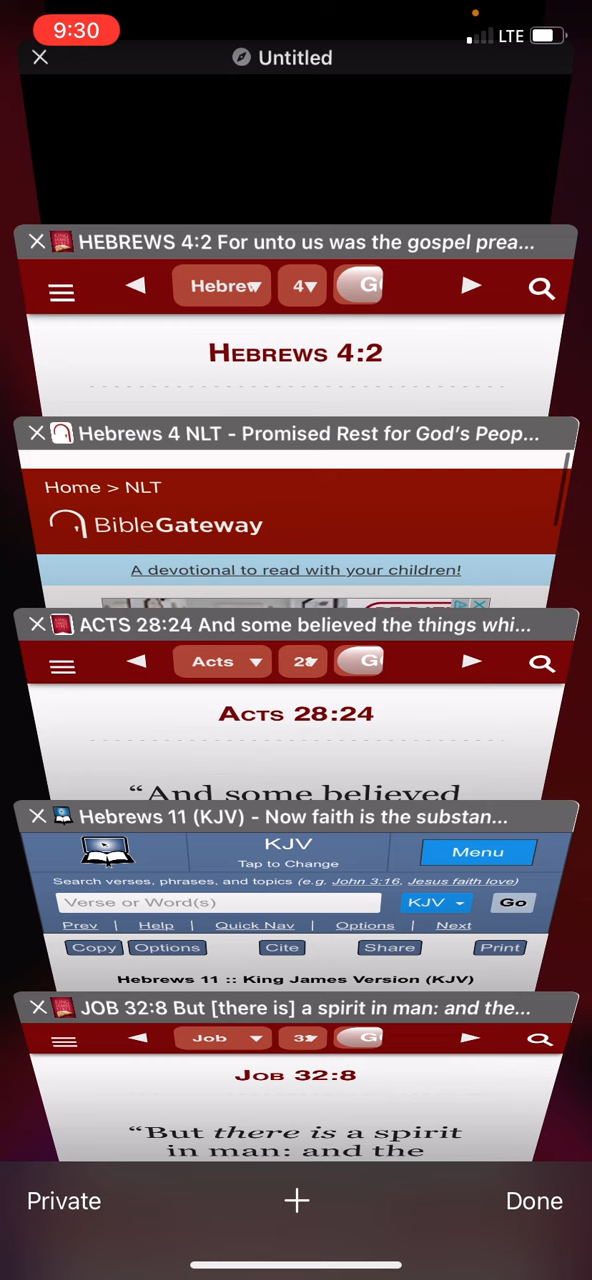 9:30
LTE
Untitled
HEBREWS 4:2 For unto us was the gospel prea...
Hebrew
4
G
HEBREWS 4:2
Hebrews 4 NLT - Promised Rest for God's Peop...
Home > NLT
BibleGateway
A devotional to read with your children!
ACTS 28:24 And some believed the things whi...
Acts
28
G
ACTS 28:24
“And some believed
Hebrews 11 (KJV) - Now faith is the substan...
KJV
Tap to Change
Menu
Search verses, phrases, and topics (e.g. John 3:16, Jesus faith love)
Verse or Word(s)
KJV
Go
Prev | Help | Quick Nav | Options | Next
Copy Options Cite Share Print
Hebrews 11 :: King James Version (KJV)
JOB 32:8 But [there is] a spirit in man: and the...
Job
G
JOB 32:8
“But there is a spirit
in man: and the
Private
Done